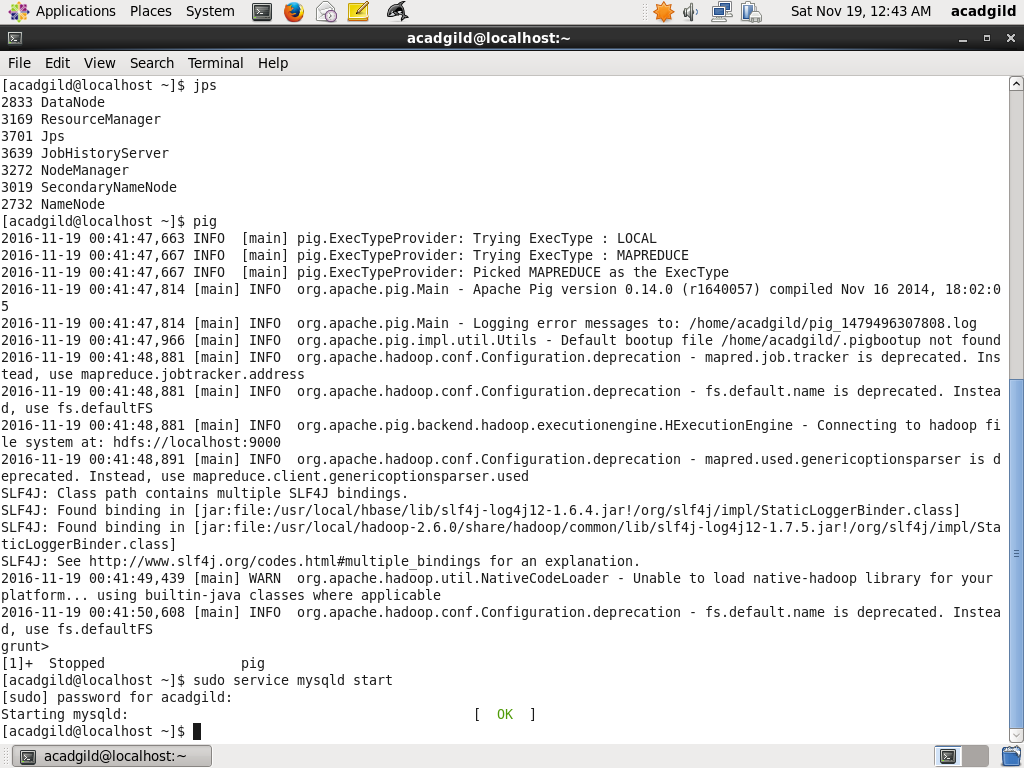 Applications Places System Sat Nov 19, 12:43 AM acadgild
acadgild@localhost:~
File Edit View Search Terminal Help
[acadgild@localhost ~]$ jps
2833 DataNode
3169 ResourceManager
3701 Jps
3639 JobHistoryServer
3272 NodeManager
3019 SecondaryNameNode
2732 NameNode
[acadgild@localhost ~]$ pig
2016-11-19 00:41:47,663 INFO  [main] pig.ExecTypeProvider: Trying ExecType : LOCAL
2016-11-19 00:41:47,667 INFO  [main] pig.ExecTypeProvider: Trying ExecType : MAPREDUCE
2016-11-19 00:41:47,667 INFO  [main] pig.ExecTypeProvider: Picked MAPREDUCE as the ExecType
2016-11-19 00:41:47,814 [main] INFO  org.apache.pig.Main - Apache Pig version 0.14.0 (r1640057) compiled Nov 16 2014, 18:02:0
5
2016-11-19 00:41:47,814 [main] INFO  org.apache.pig.Main - Logging error messages to: /home/acadgild/pig_1479496307808.log
2016-11-19 00:41:47,966 [main] INFO  org.apache.pig.impl.util.Utils - Default bootup file /home/acadgild/.pigbootup not found
2016-11-19 00:41:48,881 [main] INFO  org.apache.hadoop.conf.Configuration.deprecation - mapred.job.tracker is deprecated. Ins
tead, use mapreduce.jobtracker.address
2016-11-19 00:41:48,881 [main] INFO  org.apache.hadoop.conf.Configuration.deprecation - fs.default.name is deprecated. Instea
d, use fs.defaultFS
2016-11-19 00:41:48,881 [main] INFO  org.apache.pig.backend.hadoop.executionengine.HExecutionEngine - Connecting to hadoop fi
le system at: hdfs://localhost:9000
2016-11-19 00:41:48,891 [main] INFO  org.apache.hadoop.conf.Configuration.deprecation - mapred.used.genericoptionsparser is d
eprecated. Instead, use mapreduce.client.genericoptionsparser.used
SLF4J: Class path contains multiple SLF4J bindings.
SLF4J: Found binding in [jar:file:/usr/local/hbase/lib/slf4j-log4j12-1.6.4.jar!/org/slf4j/impl/StaticLoggerBinder.class]
SLF4J: Found binding in [jar:file:/usr/local/hadoop-2.6.0/share/hadoop/common/lib/slf4j-log4j12-1.7.5.jar!/org/slf4j/impl/Sta
ticLoggerBinder.class]
SLF4J: See http://www.slf4j.org/codes.html#multiple_bindings for an explanation.
2016-11-19 00:41:49,439 [main] WARN  org.apache.hadoop.util.NativeCodeLoader - Unable to load native-hadoop library for your
platform... using builtin-java classes where applicable
2016-11-19 00:41:50,608 [main] INFO  org.apache.hadoop.conf.Configuration.deprecation - fs.default.name is deprecated. Instea
d, use fs.defaultFS
grunt>
[1]+  Stopped                 pig
[acadgild@localhost ~]$ sudo service mysqld start
[sudo] password for acadgild:
Starting mysqld:                                           [  OK  ]
[acadgild@localhost ~]$
acadgild@localhost:~